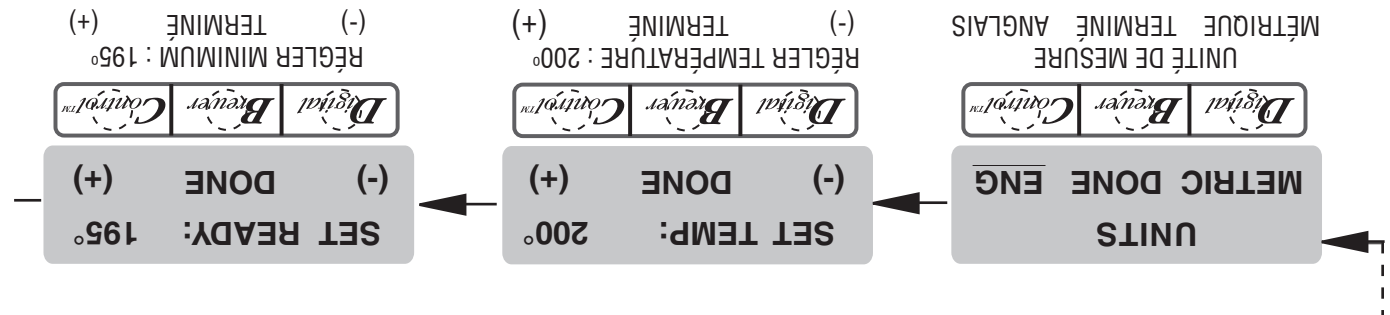 UNITS
METRIC DONE ENG
Digital Brewer Control™
UNITÉ DE MESURE
MÉTRIQUE TERMINÉ ANGLAIS
SET TEMP: 200°
(-) DONE (+)
Digital Brewer Control™
RÉGLER TEMPÉRATURE : 200°
(-) TERMINÉ (+)
SET READY: 195°
(-) DONE (+)
Digital Brewer Control™
RÉGLER MINIMUM : 195°
(-) TERMINÉ (+)